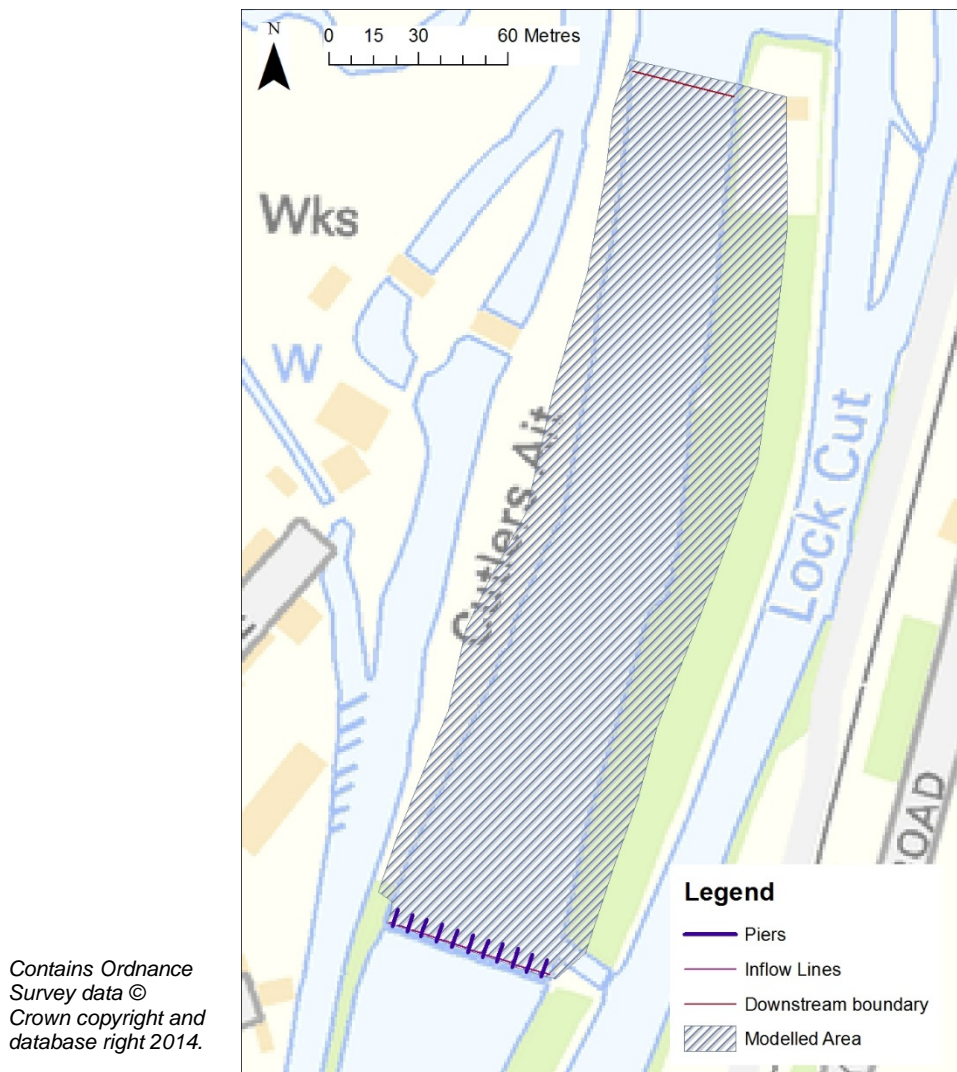 N
0 15 30 60 Metres
Wks
W
Cutlers Ait
Lock Cut
Legend
Piers
Inflow Lines
Downstream boundary
Modelled Area
Contains Ordnance
Survey data ©
Crown copyright and
database right 2014.